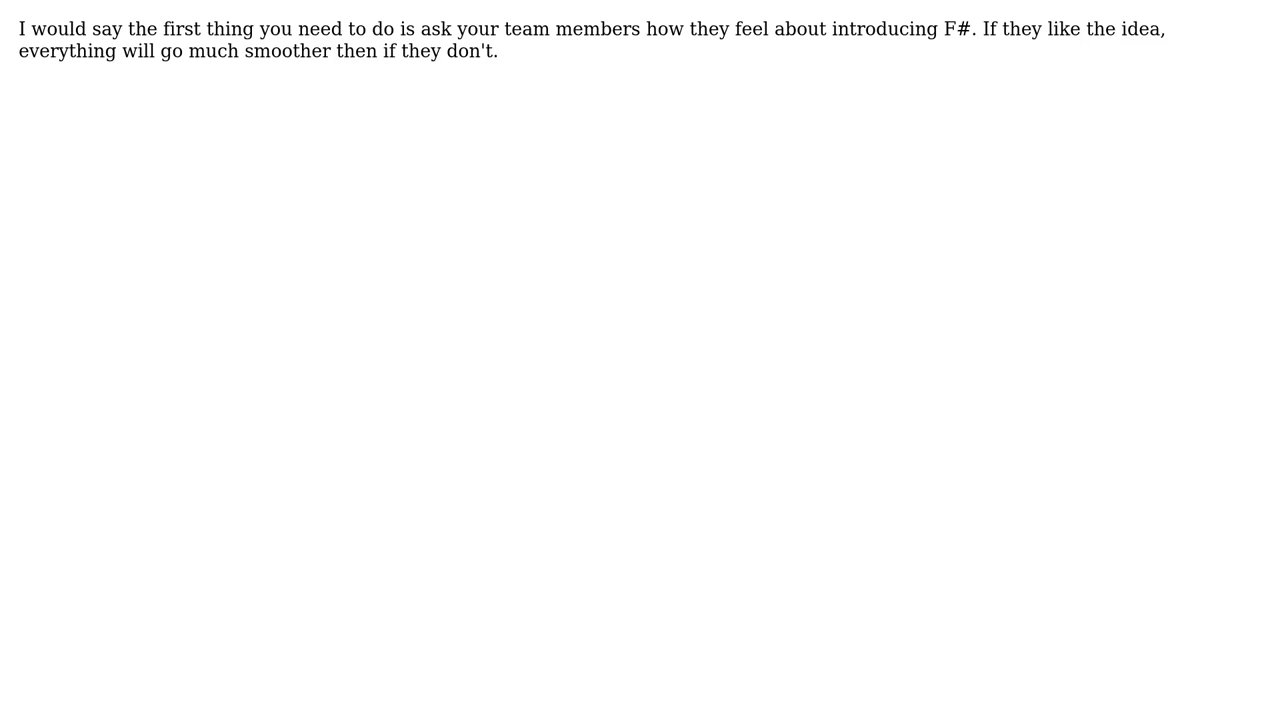 I would say the first thing you need to do is ask your team members how they feel about introducing F#. If they like the idea,
everything will go much smoother then if they don't.